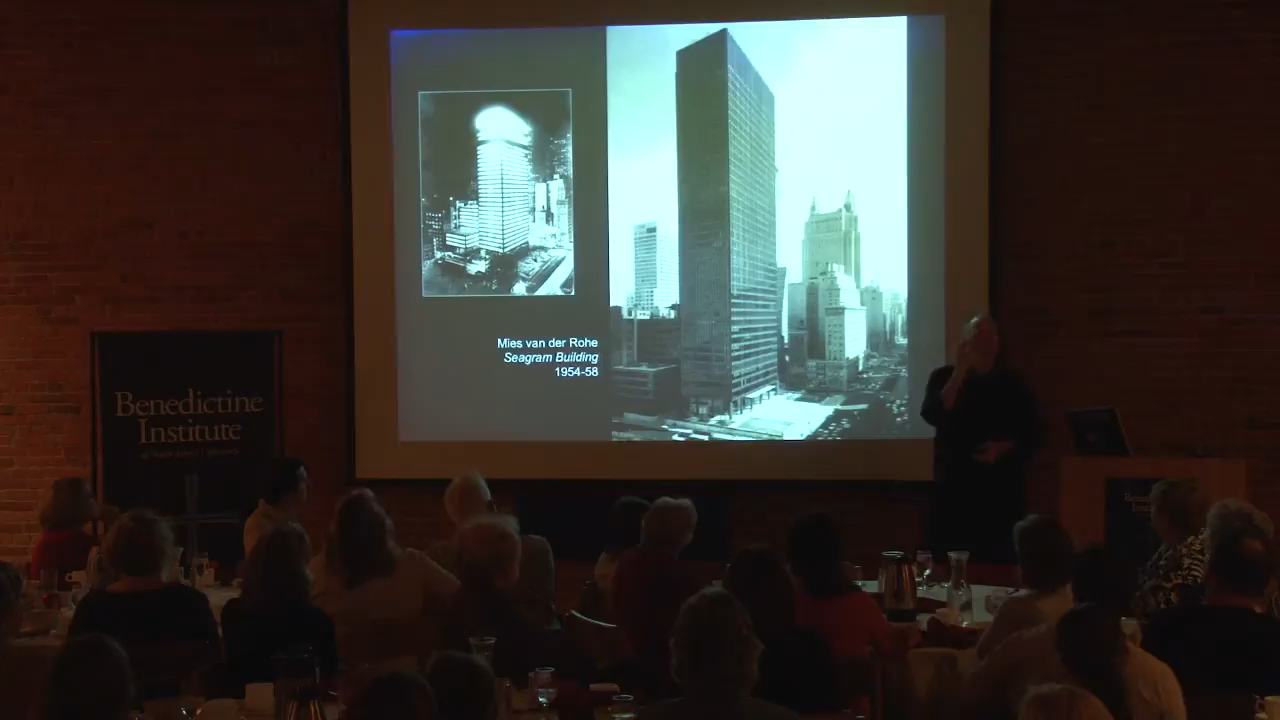 Mies van der Rohe
Seagram Building
1954-58
Benedictine
Institute